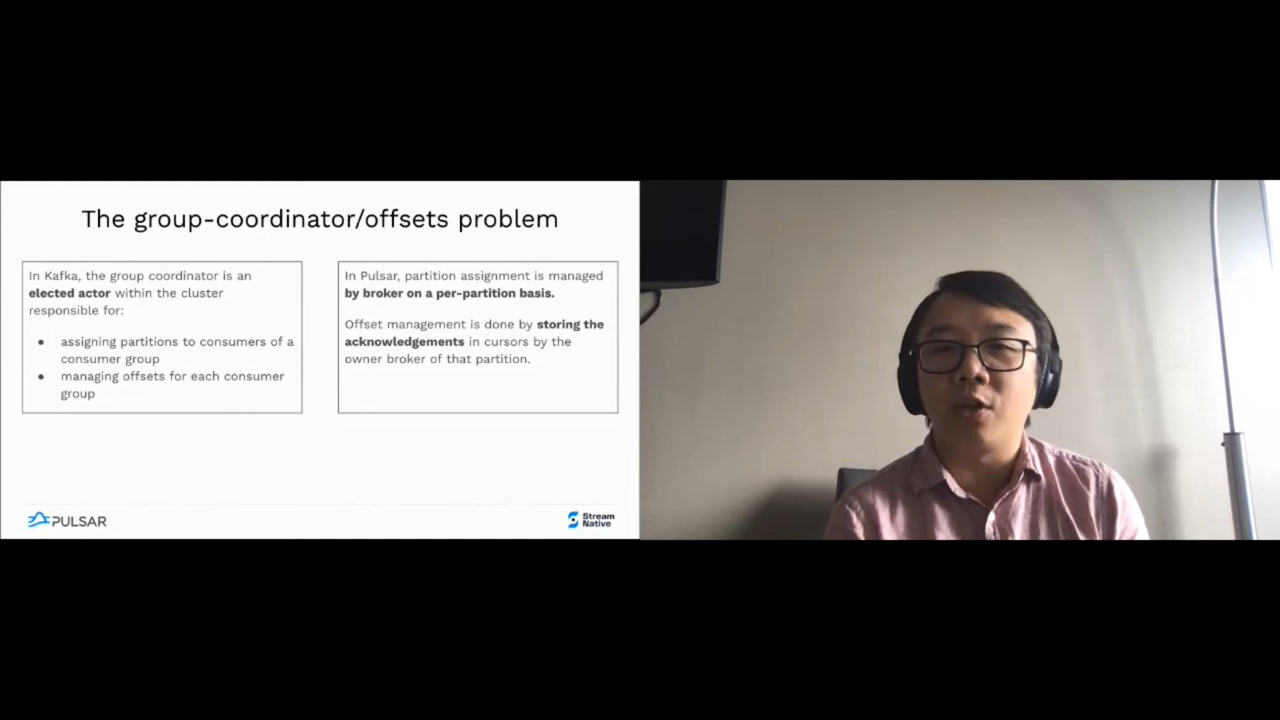 The group-coordinator/offsets problem
In Kafka, the group coordinator is an
elected actor within the cluster
responsible for:
● assigning partitions to consumers of a
consumer group
● managing offsets for each consumer
group
In Pulsar, partition assignment is managed
by broker on a per-partition basis.
Offset management is done by storing the
acknowledgements in cursors by the
owner broker of that partition.
PULSAR
Stream
Native